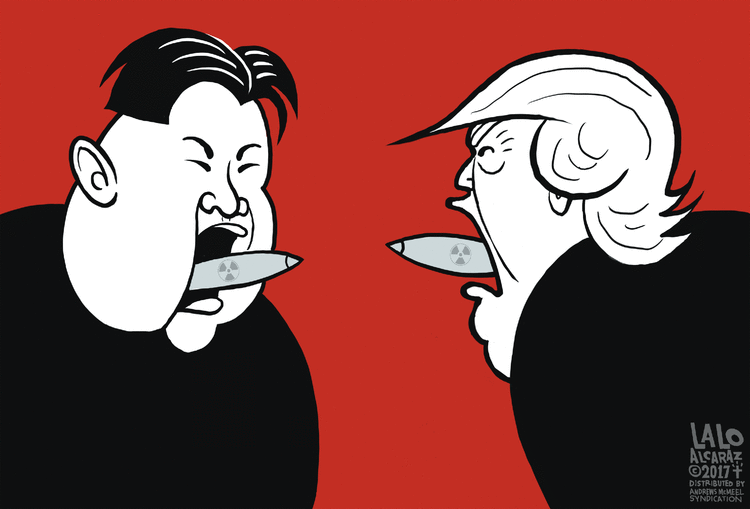 LALO
ALCARAZ
©2017
DISTRIBUTED BY
ANDREWS MCMEEL
SYNDICATION